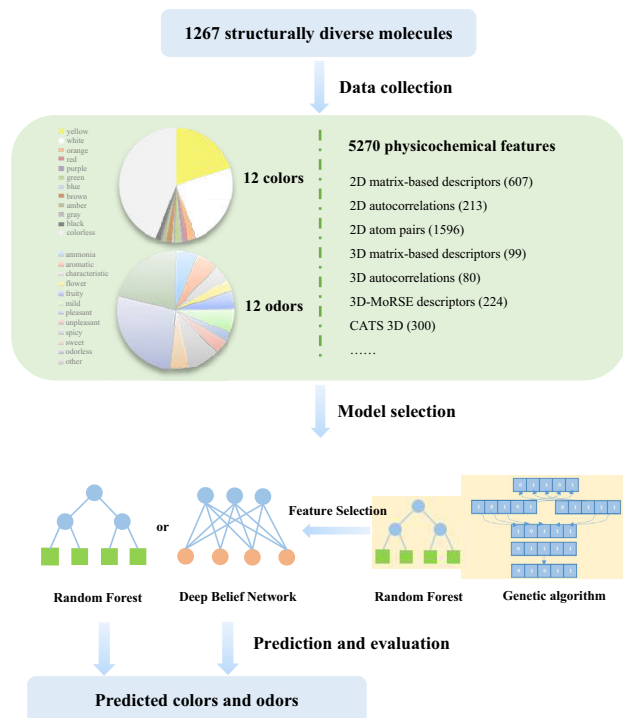 1267 structurally diverse molecules
Data collection
yellow
white
orange
red
purple
green
blue
brown
amber
gray
black
colorless
12 colors
ammonia
aromatic
characteristic
flower
fruity
mild
pleasant
unpleasant
spicy
sweet
odorless
other
12 odors
5270 physicochemical features
2D matrix-based descriptors (607)
2D autocorrelations (213)
2D atom pairs (1596)
3D matrix-based descriptors (99)
3D autocorrelations (80)
3D-MoRSE descriptors (224)
CATS 3D (300)
……
Model selection
or
Feature Selection
Random Forest
Deep Belief Network
Random Forest
Genetic algorithm
Prediction and evaluation
Predicted colors and odors